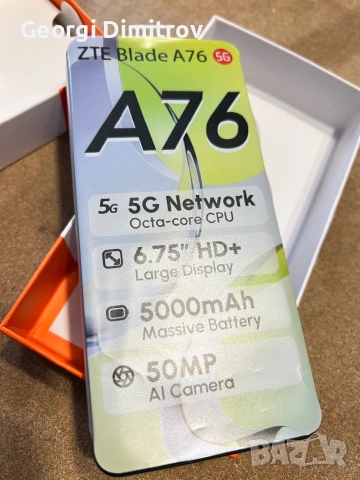 Georgi Dimitrov
ZTE Blade A76 5G
A76
5G 5G Network
Octa-core CPU
6.75" HD+
Large Display
5000mAh
Massive Battery
50MP
AI Camera
BAZAR